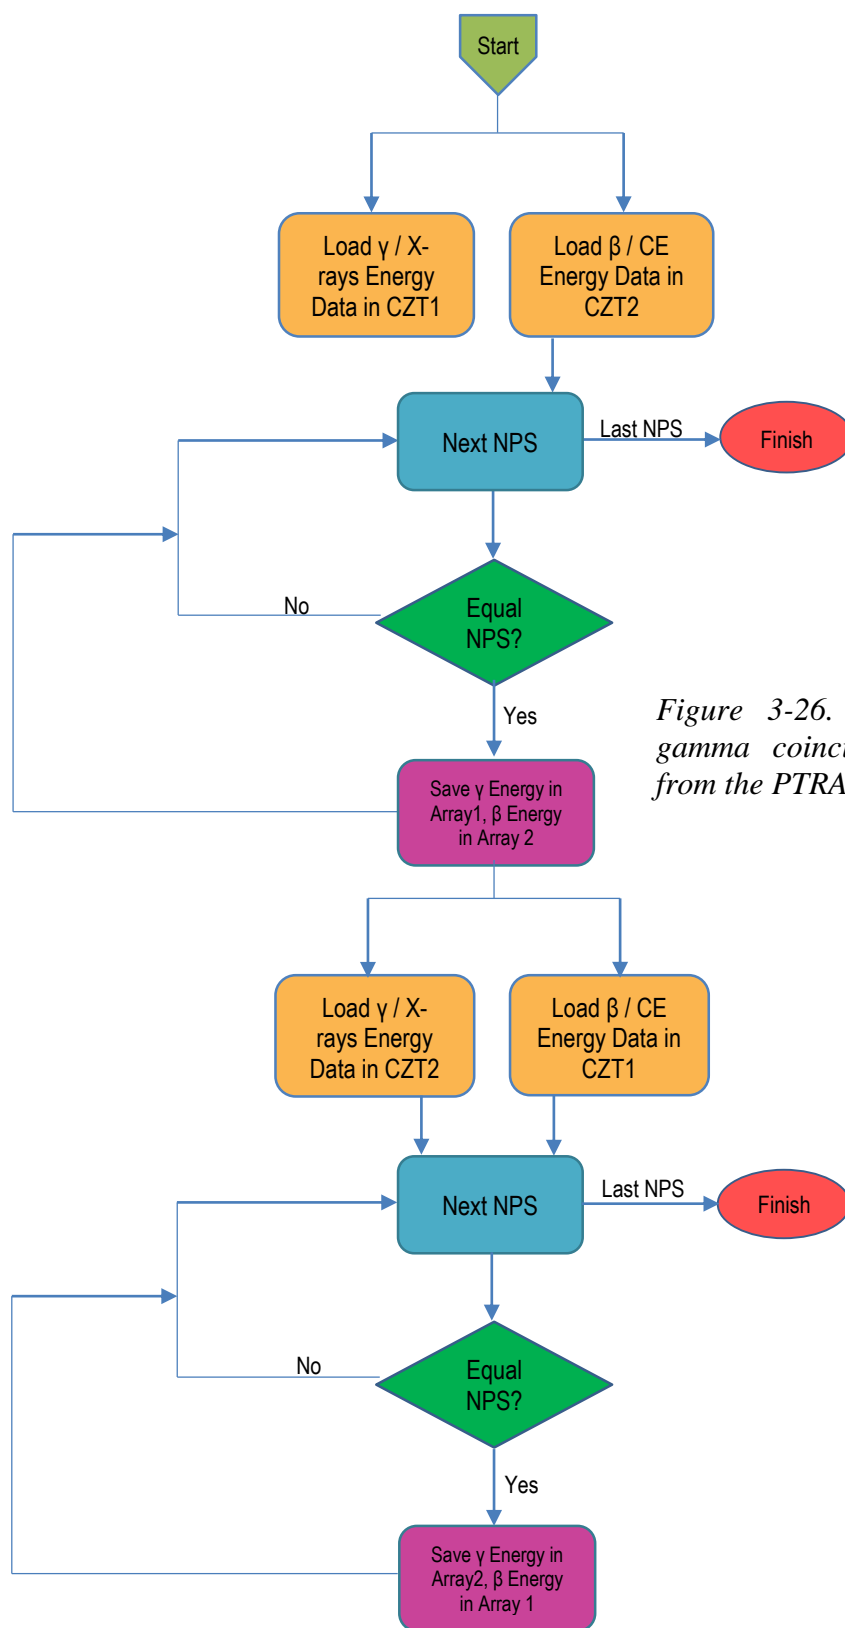 Start
Load γ / X-
rays Energy
Data in CZT1
Load β / CE
Energy Data in
CZT2
Next NPS
Last NPS
Finish
No
Equal
NPS?
Yes
Figure 3-26.
gamma coinci
from the PTRA
Save γ Energy in
Array1, β Energy
in Array 2
Load γ / X-
rays Energy
Data in CZT2
Load β / CE
Energy Data in
CZT1
Next NPS
Last NPS
Finish
No
Equal
NPS?
Yes
Save γ Energy in
Array2, β Energy
in Array 1